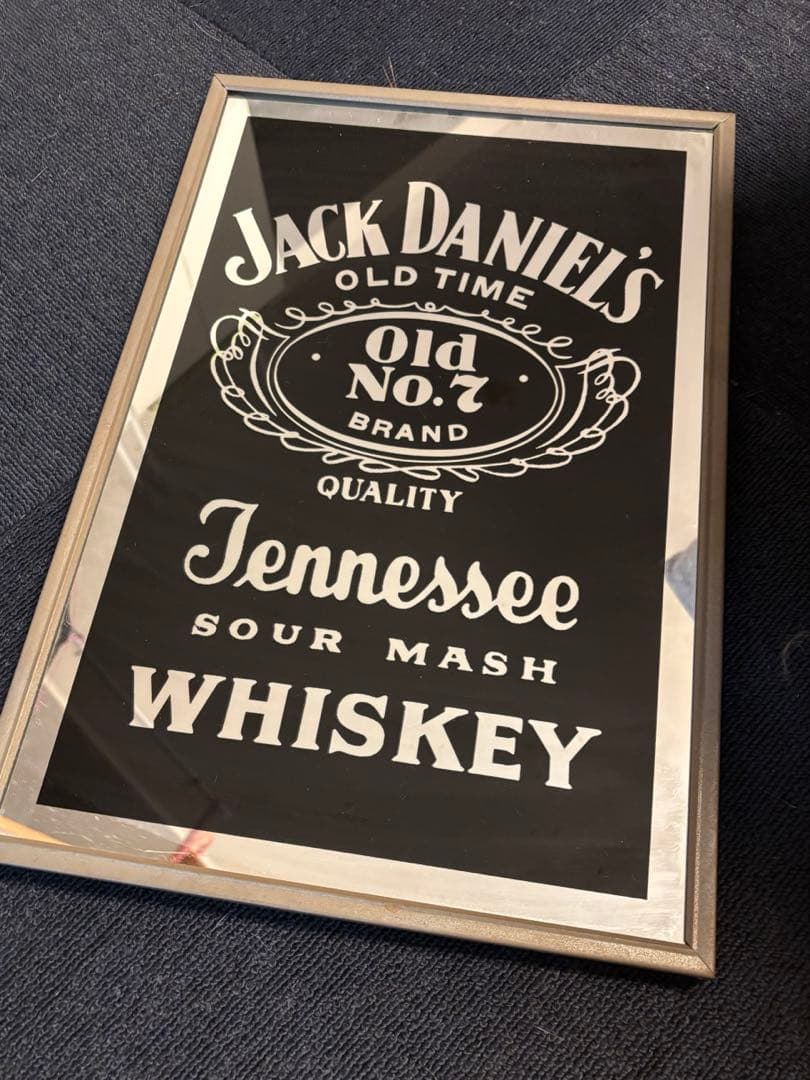 JACK DANIEL'S
OLD TIME
Old
No. 7
BRAND
QUALITY
Tennessee
SOUR MASH
WHISKEY